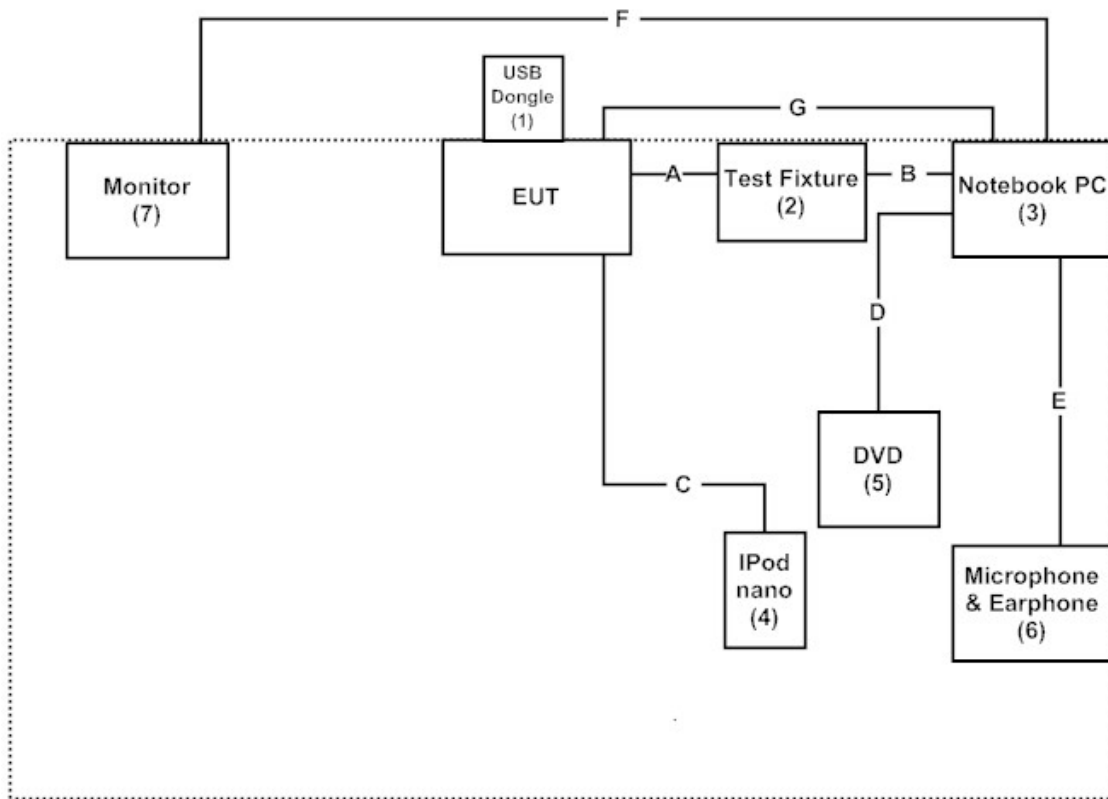 F
USB
Dongle
(1)
G
Monitor
(7)
EUT
A
Test Fixture
(2)
B
Notebook PC
(3)
D
E
DVD
(5)
C
IPod
nano
(4)
Microphone
& Earphone
(6)